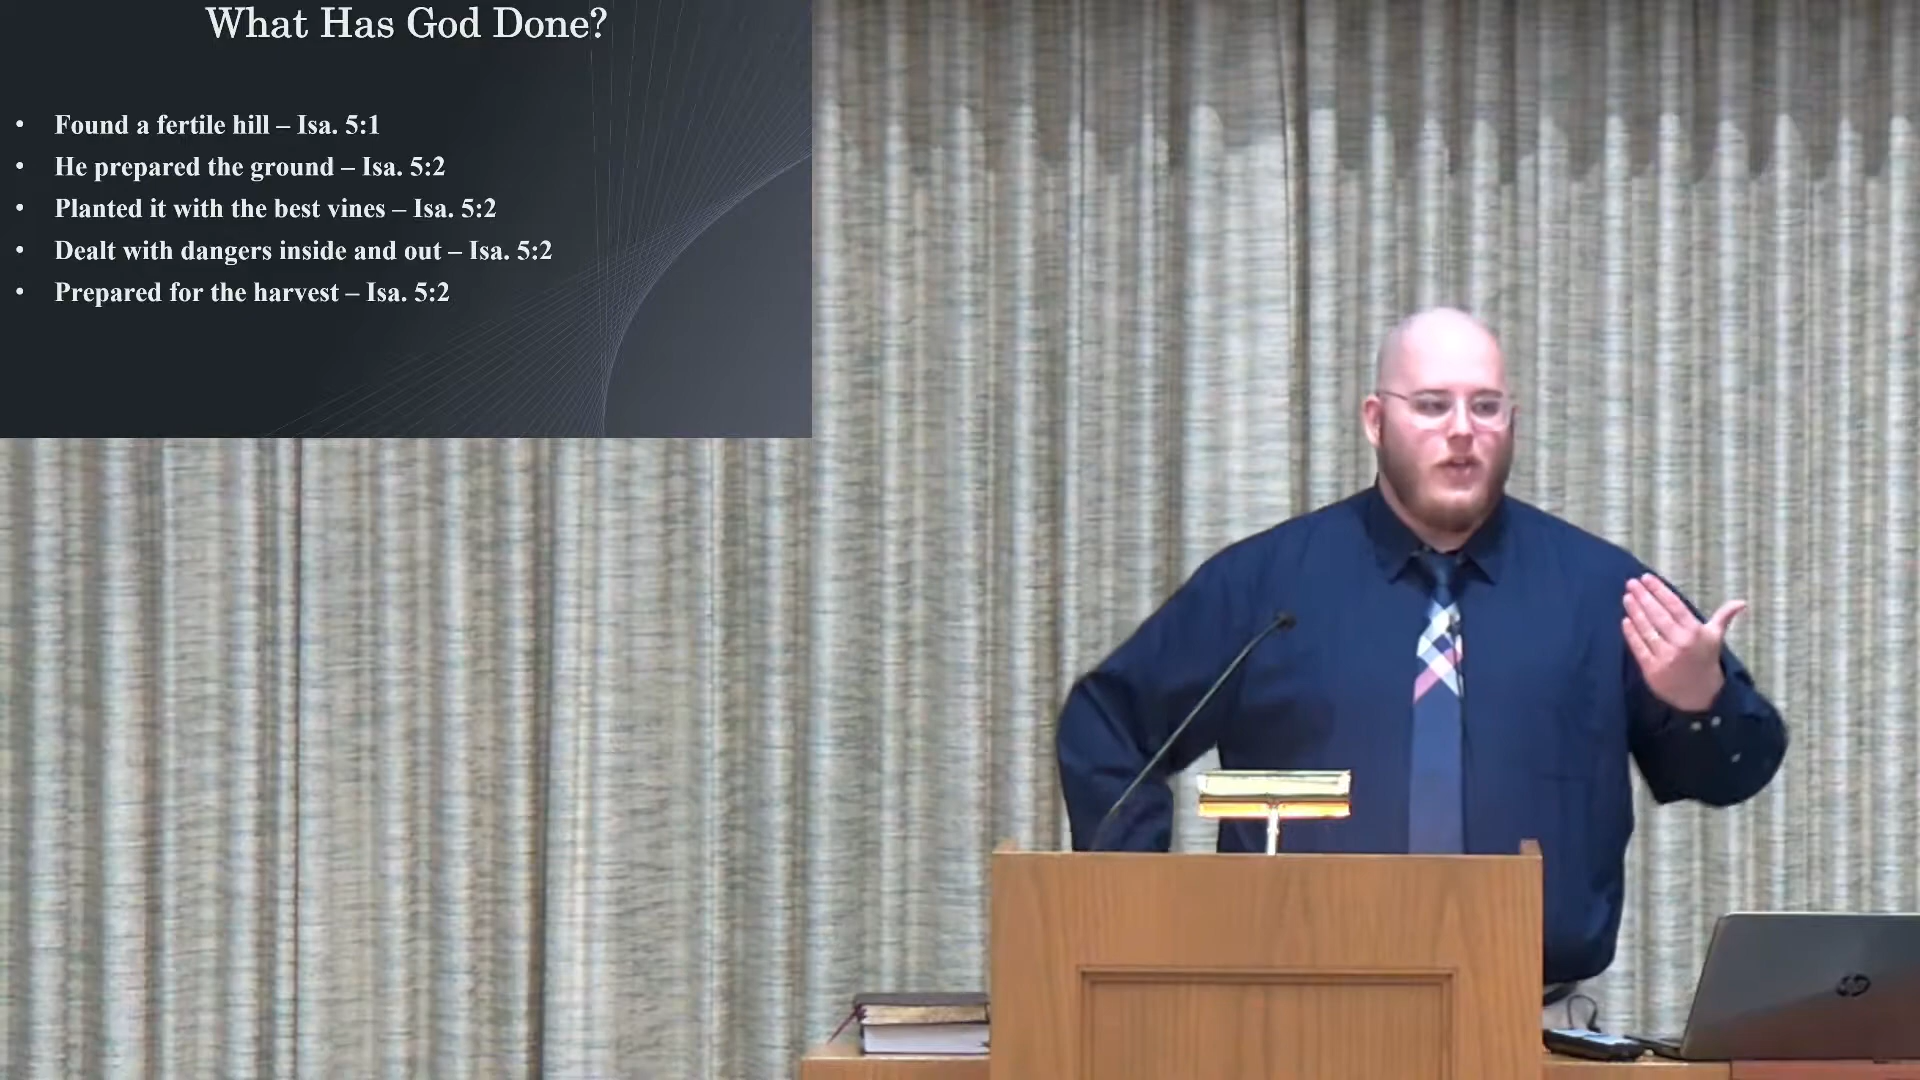 What Has God Done?
• Found a fertile hill – Isa. 5:1
• He prepared the ground – Isa. 5:2
• Planted it with the best vines – Isa. 5:2
• Dealt with dangers inside and out – Isa. 5:2
• Prepared for the harvest – Isa. 5:2
hp